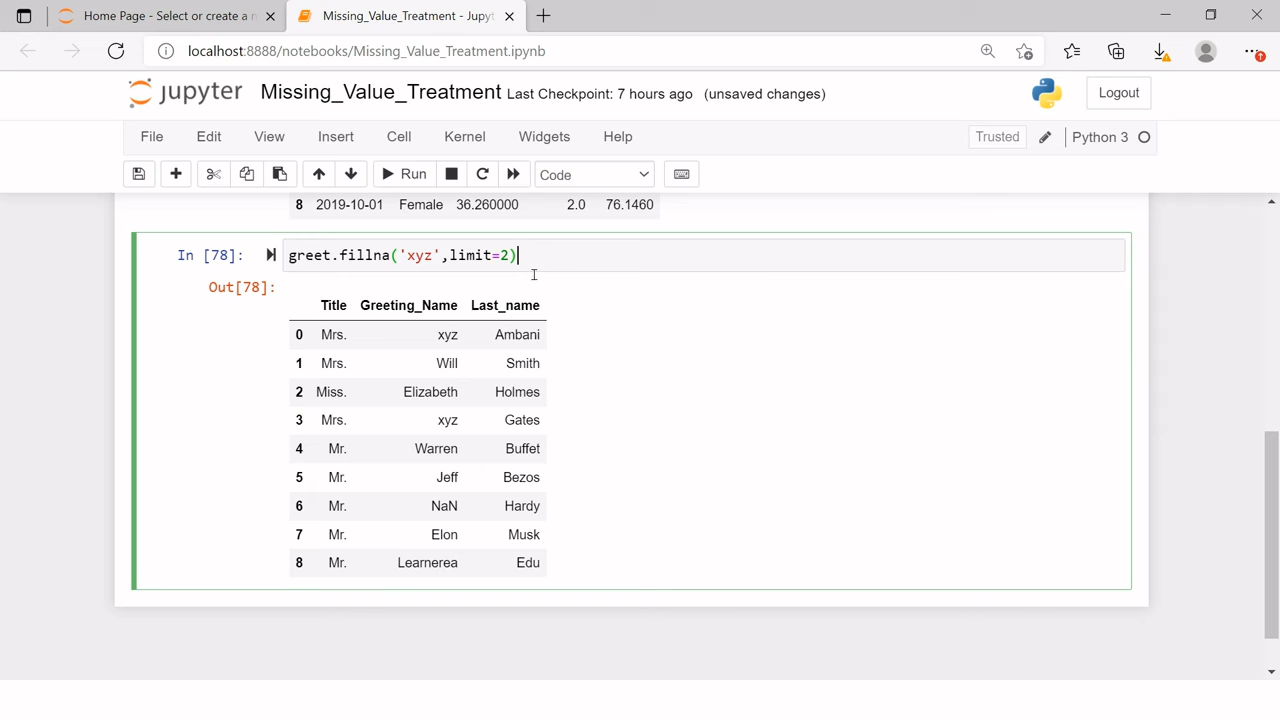 Home Page - Select or create a n
Missing_Value_Treatment - Jupyt
localhost:8888/notebooks/Missing_Value_Treatment.ipynb
jupyter Missing_Value_Treatment Last Checkpoint: 7 hours ago (unsaved changes)
Logout
File Edit View Insert Cell Kernel Widgets Help
Trusted
Python 3
Run
Code
8 2019-10-01 Female 36.260000 2.0 76.1460
In [78]: greet.fillna('xyz',limit=2)
Out[78]:
Title Greeting_Name Last_name
0 Mrs. xyz Ambani
1 Mrs. Will Smith
2 Miss. Elizabeth Holmes
3 Mrs. xyz Gates
4 Mr. Warren Buffet
5 Mr. Jeff Bezos
6 Mr. NaN Hardy
7 Mr. Elon Musk
8 Mr. Learnerea Edu